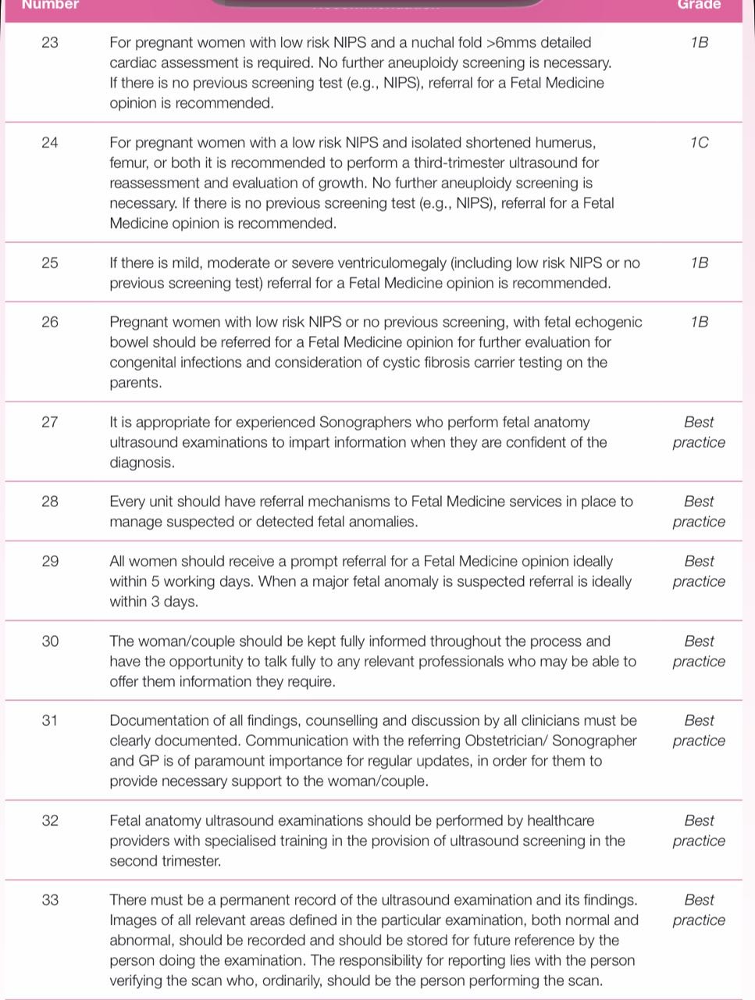 Number Grade
23 For pregnant women with low risk NIPS and a nuchal fold >6mms detailed 1B
cardiac assessment is required. No further aneuploidy screening is necessary.
If there is no previous screening test (e.g., NIPS), referral for a Fetal Medicine
opinion is recommended.
24 For pregnant women with a low risk NIPS and isolated shortened humerus, 1C
femur, or both it is recommended to perform a third-trimester ultrasound for
reassessment and evaluation of growth. No further aneuploidy screening is
necessary. If there is no previous screening test (e.g., NIPS), referral for a Fetal
Medicine opinion is recommended.
25 If there is mild, moderate or severe ventriculomegaly (including low risk NIPS or no 1B
previous screening test) referral for a Fetal Medicine opinion is recommended.
26 Pregnant women with low risk NIPS or no previous screening, with fetal echogenic 1B
bowel should be referred for a Fetal Medicine opinion for further evaluation for
congenital infections and consideration of cystic fibrosis carrier testing on the
parents.
27 It is appropriate for experienced Sonographers who perform fetal anatomy Best
ultrasound examinations to impart information when they are confident of the practice
diagnosis.
28 Every unit should have referral mechanisms to Fetal Medicine services in place to Best
manage suspected or detected fetal anomalies. practice
29 All women should receive a prompt referral for a Fetal Medicine opinion ideally Best
within 5 working days. When a major fetal anomaly is suspected referral is ideally practice
within 3 days.
30 The woman/couple should be kept fully informed throughout the process and Best
have the opportunity to talk fully to any relevant professionals who may be able to practice
offer them information they require.
31 Documentation of all findings, counselling and discussion by all clinicians must be Best
clearly documented. Communication with the referring Obstetrician/ Sonographer practice
and GP is of paramount importance for regular updates, in order for them to
provide necessary support to the woman/couple.
32 Fetal anatomy ultrasound examinations should be performed by healthcare Best
providers with specialised training in the provision of ultrasound screening in the practice
second trimester.
33 There must be a permanent record of the ultrasound examination and its findings. Best
Images of all relevant areas defined in the particular examination, both normal and practice
abnormal, should be recorded and should be stored for future reference by the
person doing the examination. The responsibility for reporting lies with the person
verifying the scan who, ordinarily, should be the person performing the scan.